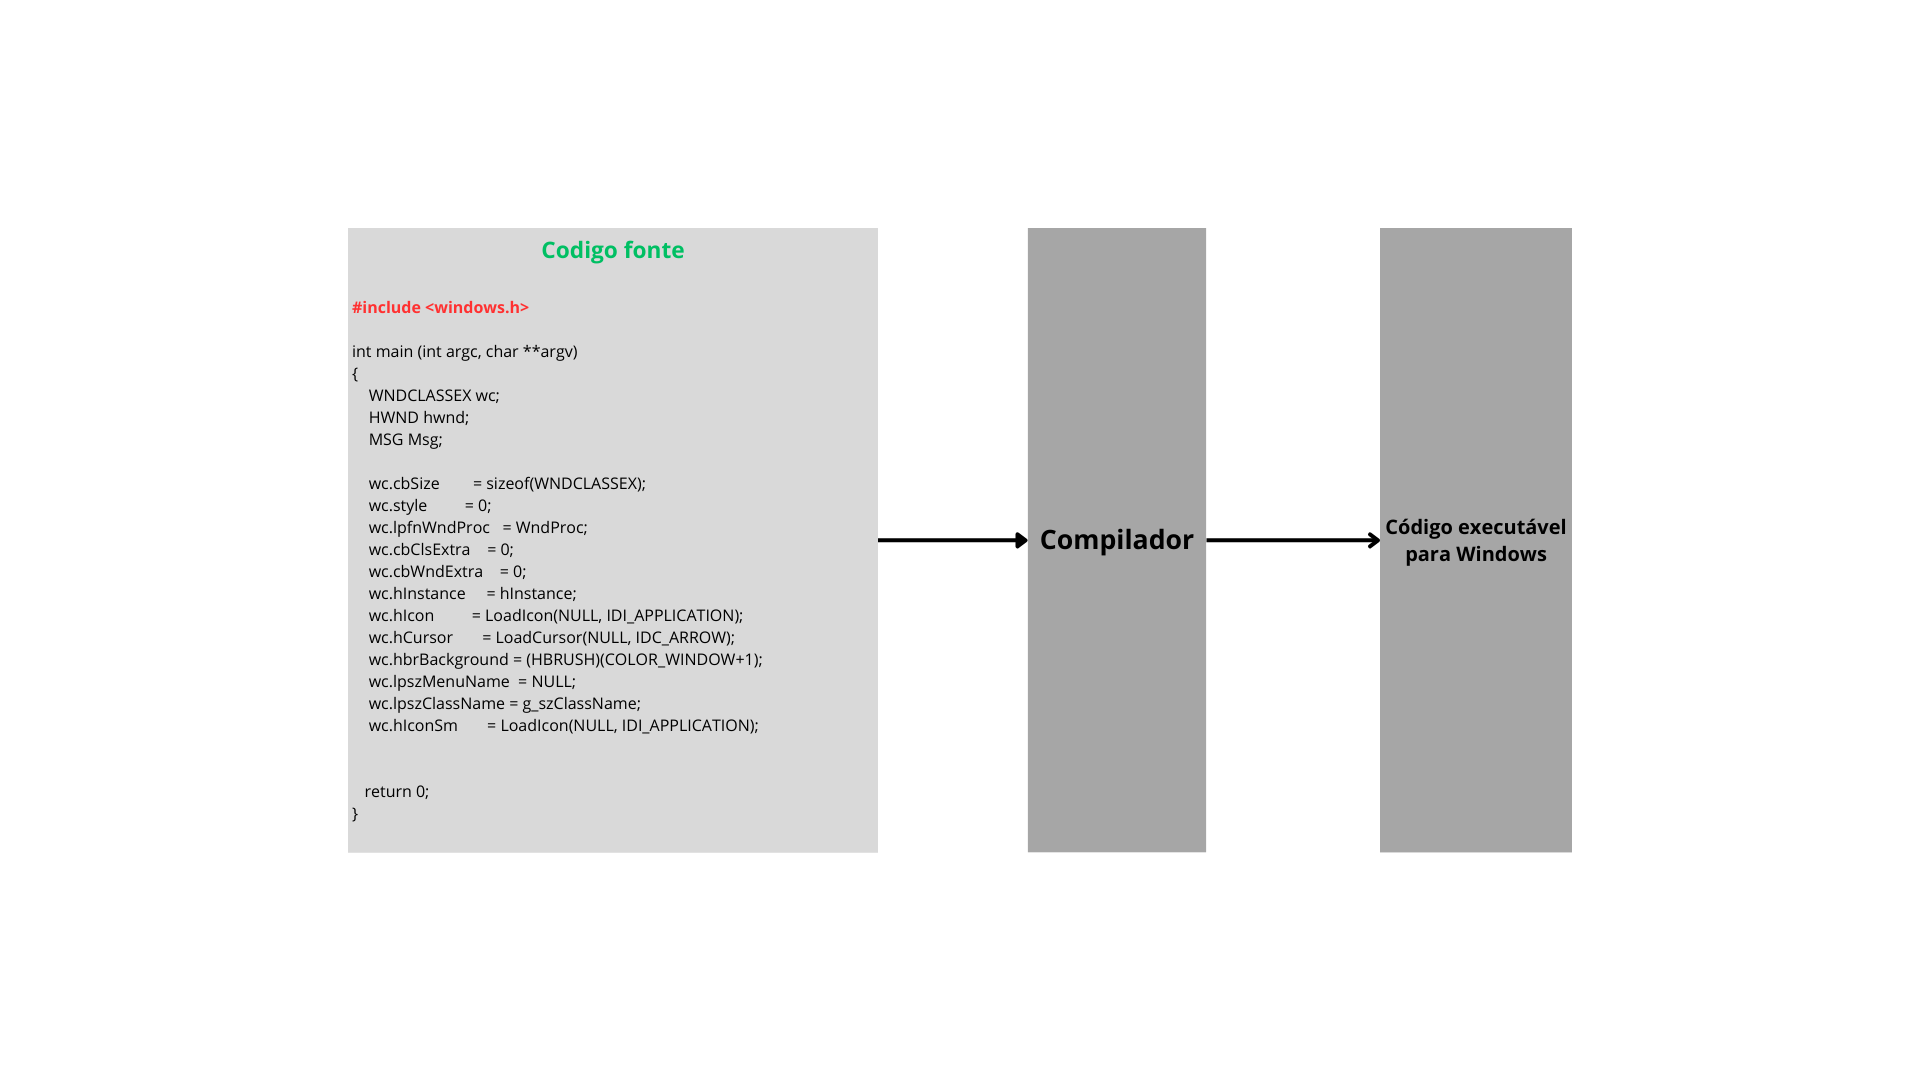 Codigo fonte
#include <windows.h>
int main (int argc, char **argv)
{
WNDCLASSEX wc;
HWND hwnd;
MSG Msg;
wc.cbSize        = sizeof(WNDCLASSEX);
wc.style         = 0;
wc.lpfnWndProc   = WndProc;
wc.cbClsExtra    = 0;
wc.cbWndExtra    = 0;
wc.hInstance     = hInstance;
wc.hIcon         = LoadIcon(NULL, IDI_APPLICATION);
wc.hCursor       = LoadCursor(NULL, IDC_ARROW);
wc.hbrBackground = (HBRUSH)(COLOR_WINDOW+1);
wc.lpszMenuName  = NULL;
wc.lpszClassName = g_szClassName;
wc.hIconSm       = LoadIcon(NULL, IDI_APPLICATION);
return 0;
}
Compilador
Código executável
para Windows